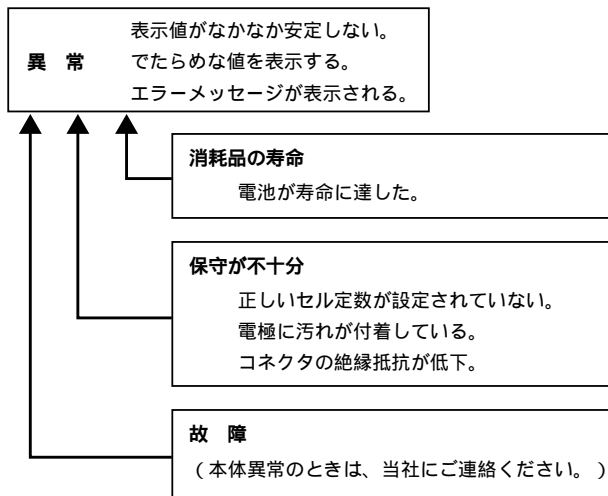 表示値がなかなか安定しない。
異　常　でたらめな値を表示する。
エラーメッセージが表示される。
消耗品の寿命
電池が寿命に達した。
保守が不十分
正しいセル定数が設定されていない。
電極に汚れが付着している。
コネクタの絶縁抵抗が低下。
故　障
（本体異常のときは、当社にご連絡ください。）